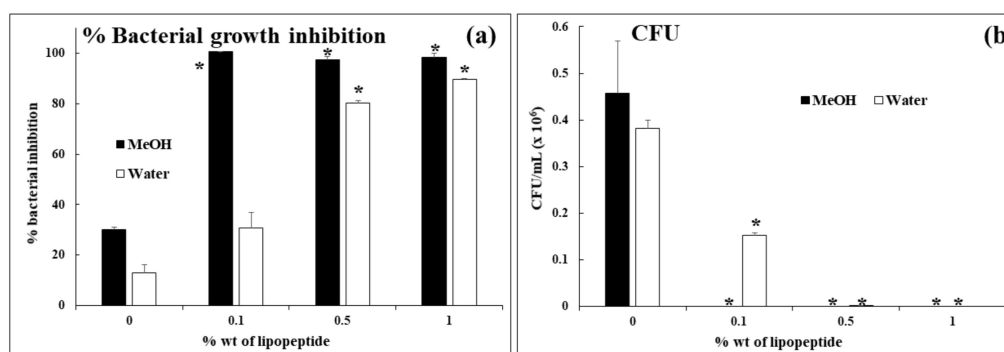 % Bacterial growth inhibition (a)
100
80
60
40
20
0
% bacterial inhibition
MeOH
Water
* * * * *
0 0.1 0.5 1
% wt of lipopeptide
CFU (b)
0.6
0.5
0.4
0.3
0.2
0.1
0
CFU/mL (x 10⁶)
MeOH Water
* * * * * *
0 0.1 0.5 1
% wt of lipopeptide